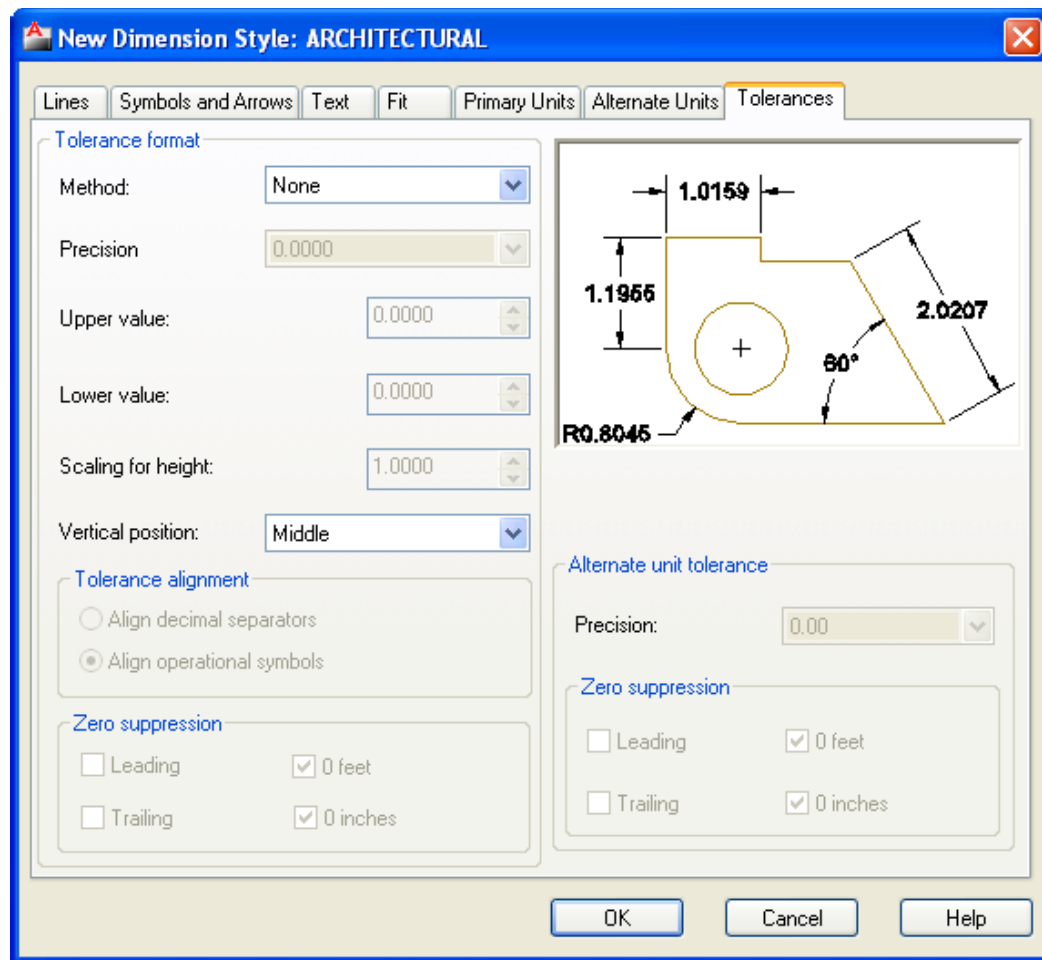 New Dimension Style: ARCHITECTURAL
Lines Symbols and Arrows Text Fit Primary Units Alternate Units Tolerances
Tolerance format
Method: None
Precision 0.0000
Upper value: 0.0000
Lower value: 0.0000
Scaling for height: 1.0000
Vertical position: Middle
Tolerance alignment
Align decimal separators
Align operational symbols
Zero suppression
Leading 0 feet
Trailing 0 inches
1.0159
1.1955
2.0207
60°
R0.8045
Alternate unit tolerance
Precision: 0.00
Zero suppression
Leading 0 feet
Trailing 0 inches
OK Cancel Help